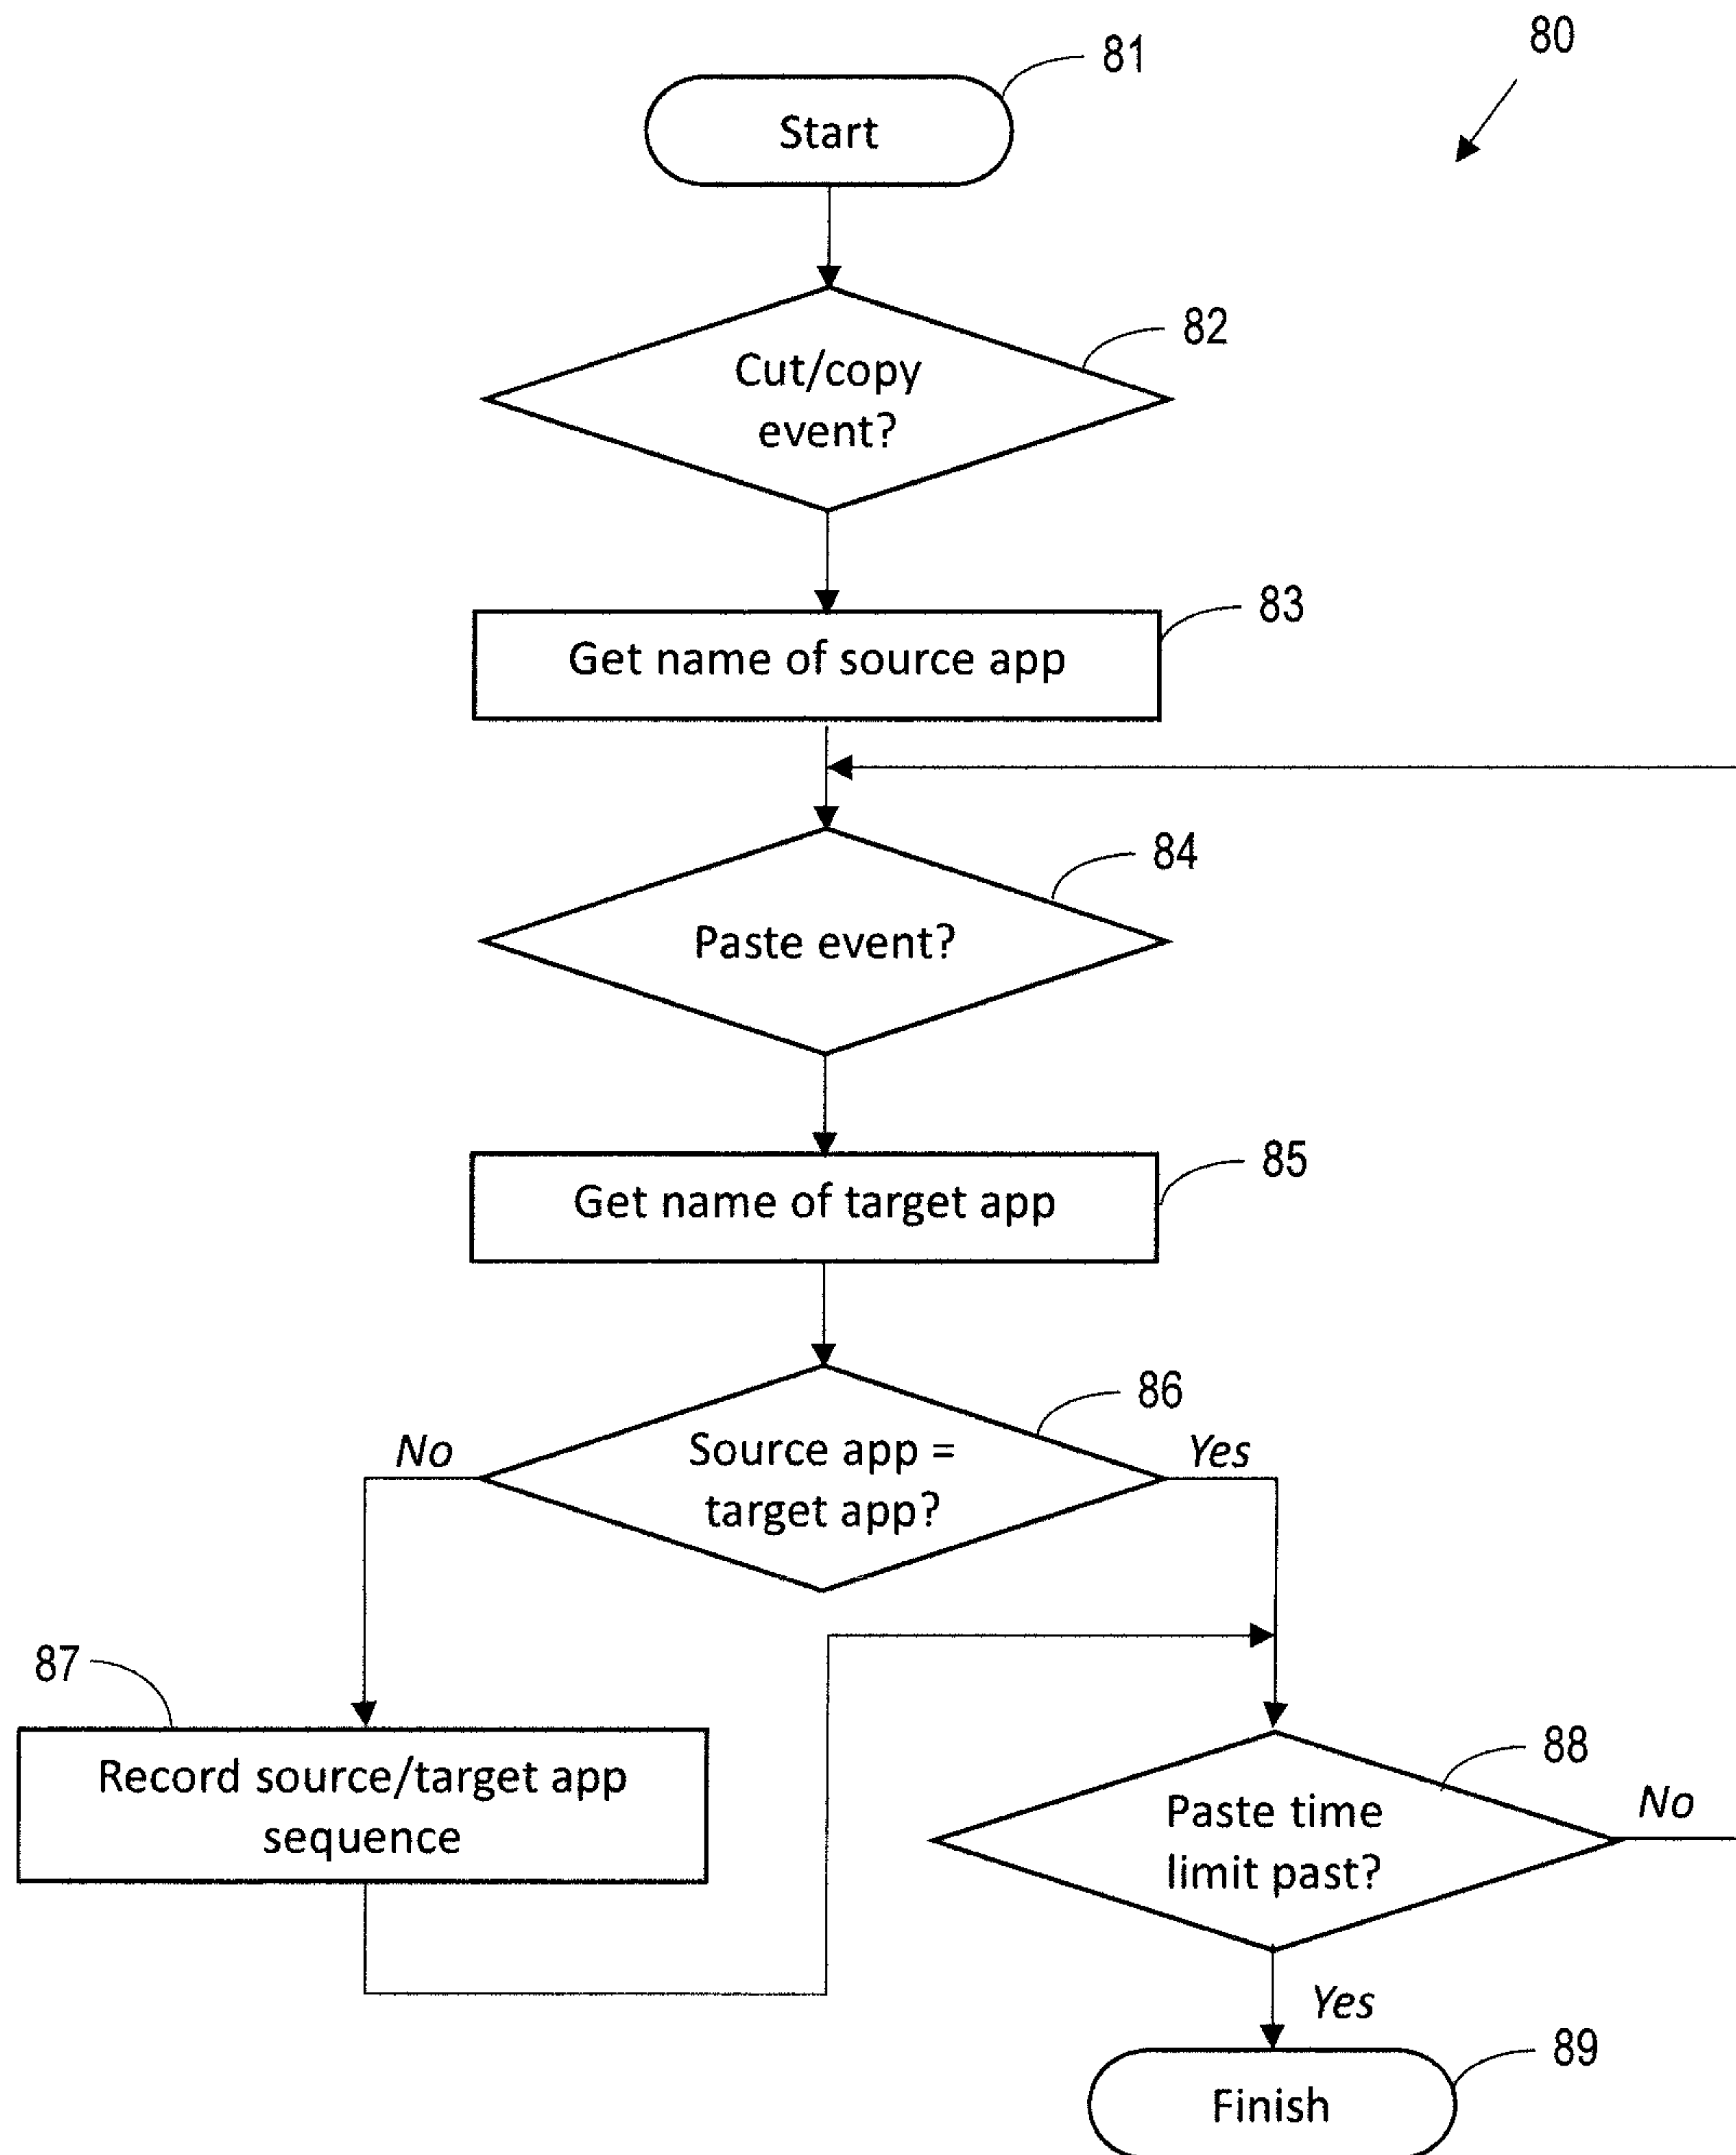 80
81
Start
82
Cut/copy
event?
83
Get name of source app
84
Paste event?
85
Get name of target app
86
No
Source app =
target app?
Yes
87
Record source/target app
sequence
88
Paste time
limit past?
No
Yes
89
Finish